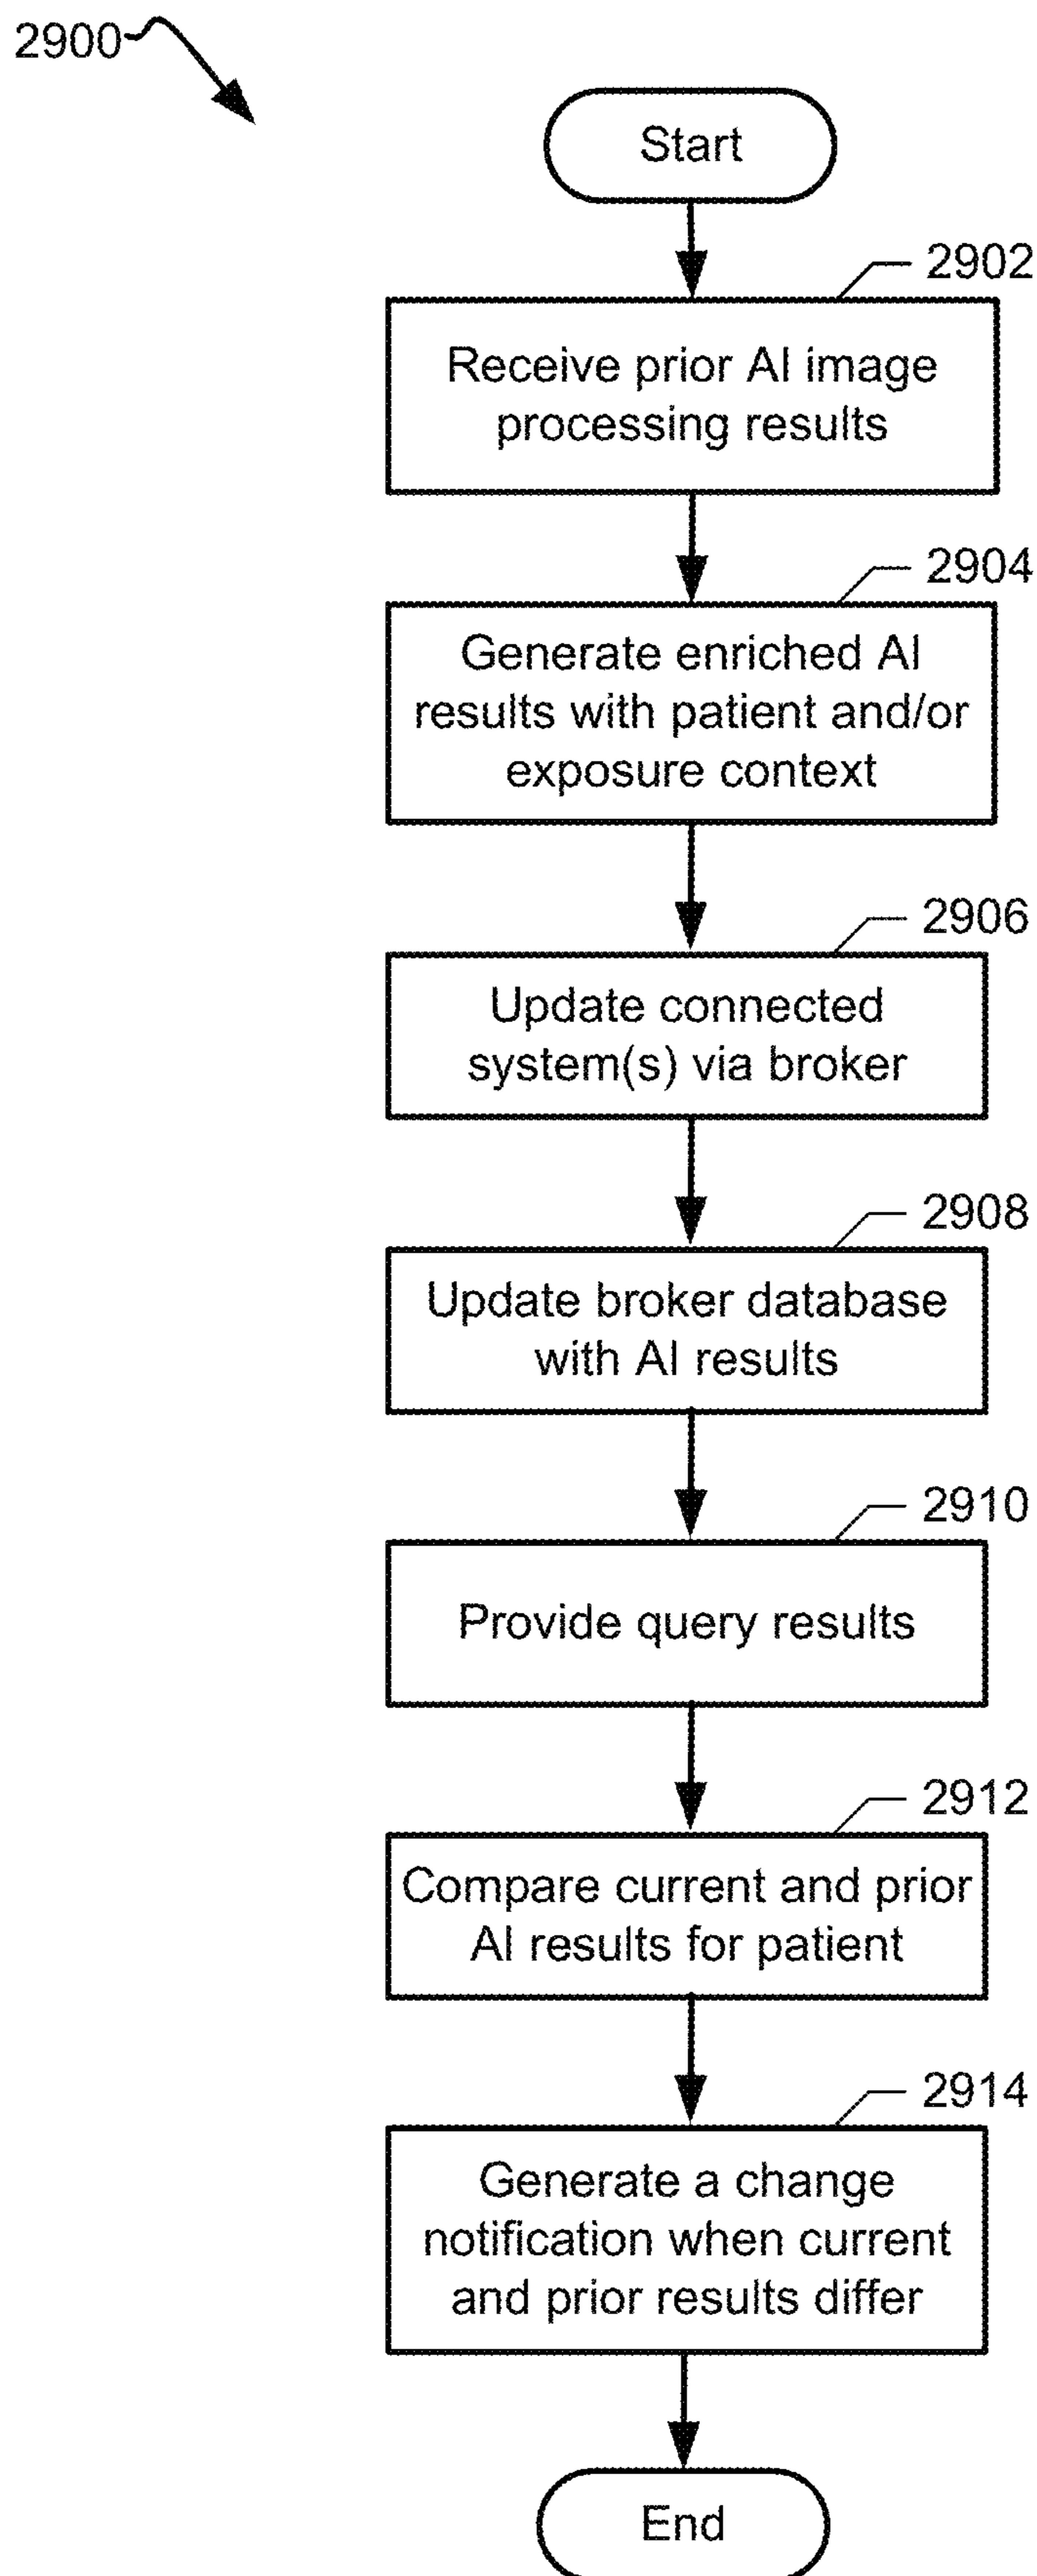 2900
Start
2902
Receive prior AI image
processing results
2904
Generate enriched AI
results with patient and/or
exposure context
2906
Update connected
system(s) via broker
2908
Update broker database
with AI results
2910
Provide query results
2912
Compare current and prior
AI results for patient
2914
Generate a change
notification when current
and prior results differ
End